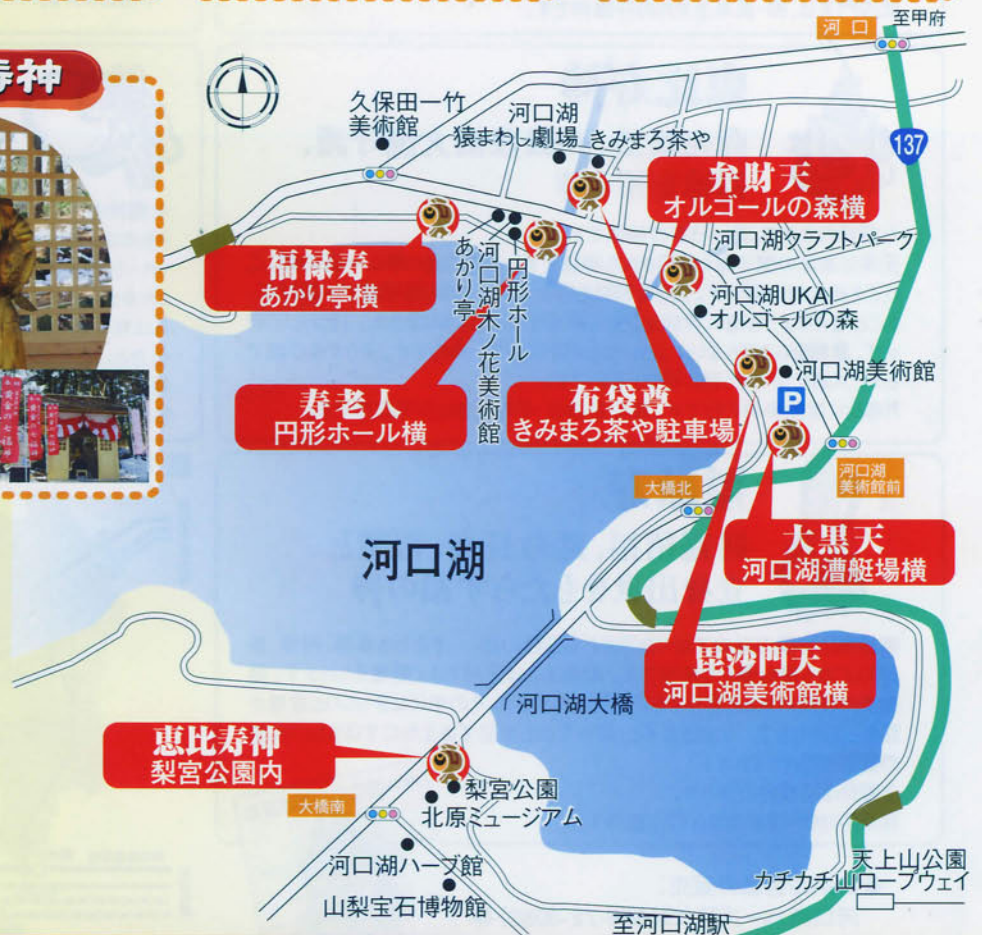 河口
至甲府
寿神
137
久保田一竹
美術館
河口湖
猿まわし劇場
きみまろ茶や
弁財天
オルゴールの森横
河口湖クラフトパーク
福禄寿
あかり亭横
あかり亭
河口湖木ノ花美術館
円形ホール
河口湖UKAI
オルゴールの森
寿老人
円形ホール横
布袋尊
きみまろ茶や駐車場
河口湖美術館
P
河口湖
美術館前
大橋北
大黒天
河口湖漕艇場横
河口湖
毘沙門天
河口湖美術館横
河口湖大橋
恵比寿神
梨宮公園内
大橋南
梨宮公園
北原ミュージアム
河口湖ハーブ館
山梨宝石博物館
天上山公園
カチカチ山ロープウェイ
至河口湖駅